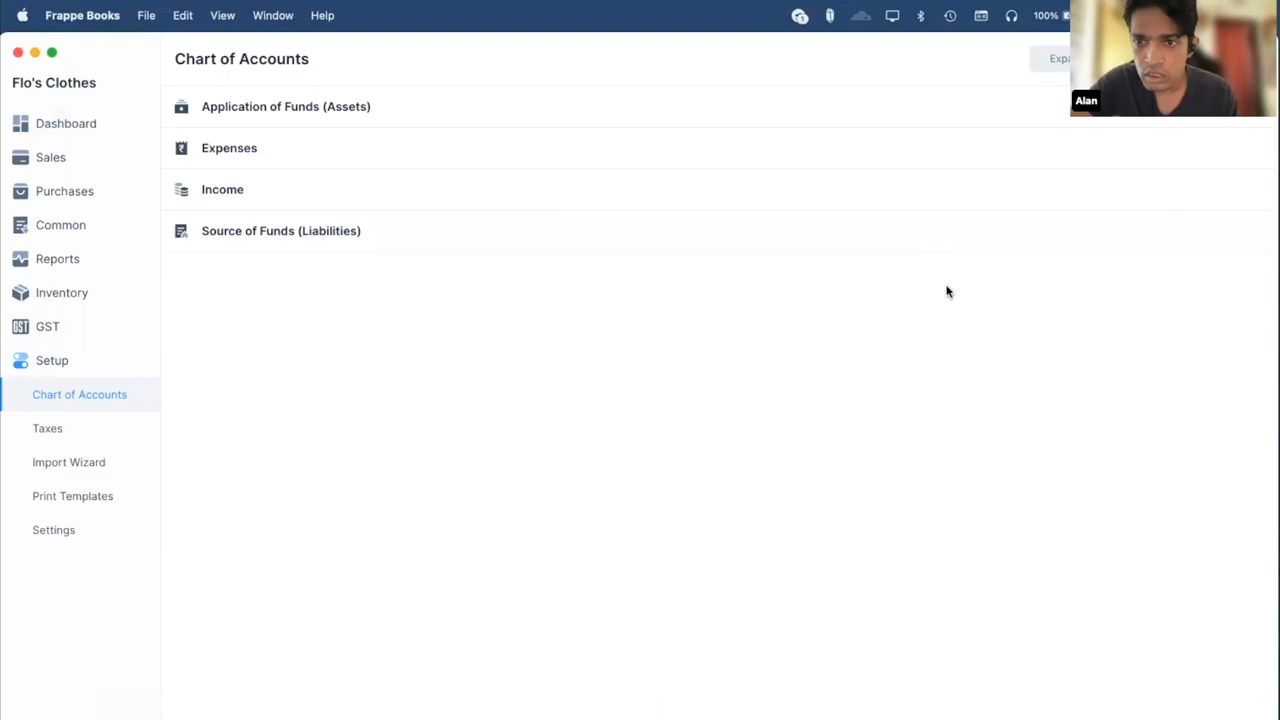 Frappe Books File Edit View Window Help 100%
Flo's Clothes
Dashboard
Sales
Purchases
Common
Reports
Inventory
GST
GST
Setup
Chart of Accounts
Taxes
Import Wizard
Print Templates
Settings
Chart of Accounts
Expa
Application of Funds (Assets)
Expenses
Income
Source of Funds (Liabilities)
Alan